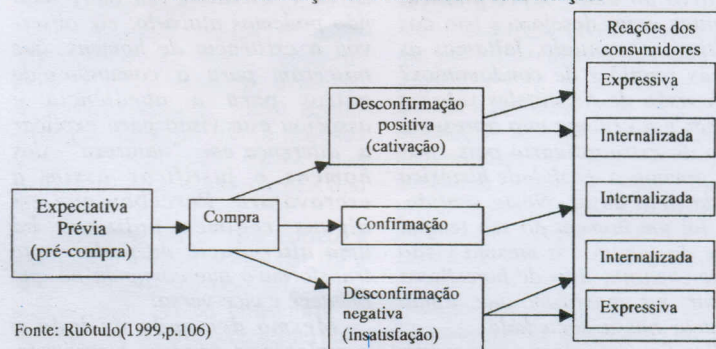 Reações dos
consumidores
Expressiva
Desconfirmação
positiva
(cativação)
Internalizada
Expectativa
Prévia
(pré-compra)
Compra
Confirmação
Internalizada
Internalizada
Desconfirmação
negativa
(insatisfação)
Expressiva
Fonte: Ruôtulo(1999,p.106)